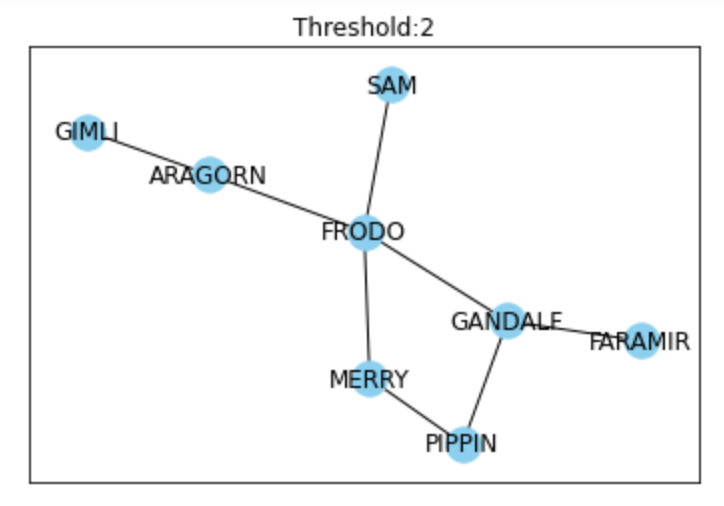 Threshold:2
SAM
GIMLI
ARAGORN
FRODO
GANDALF
FARAMIR
MERRY
PIPPIN